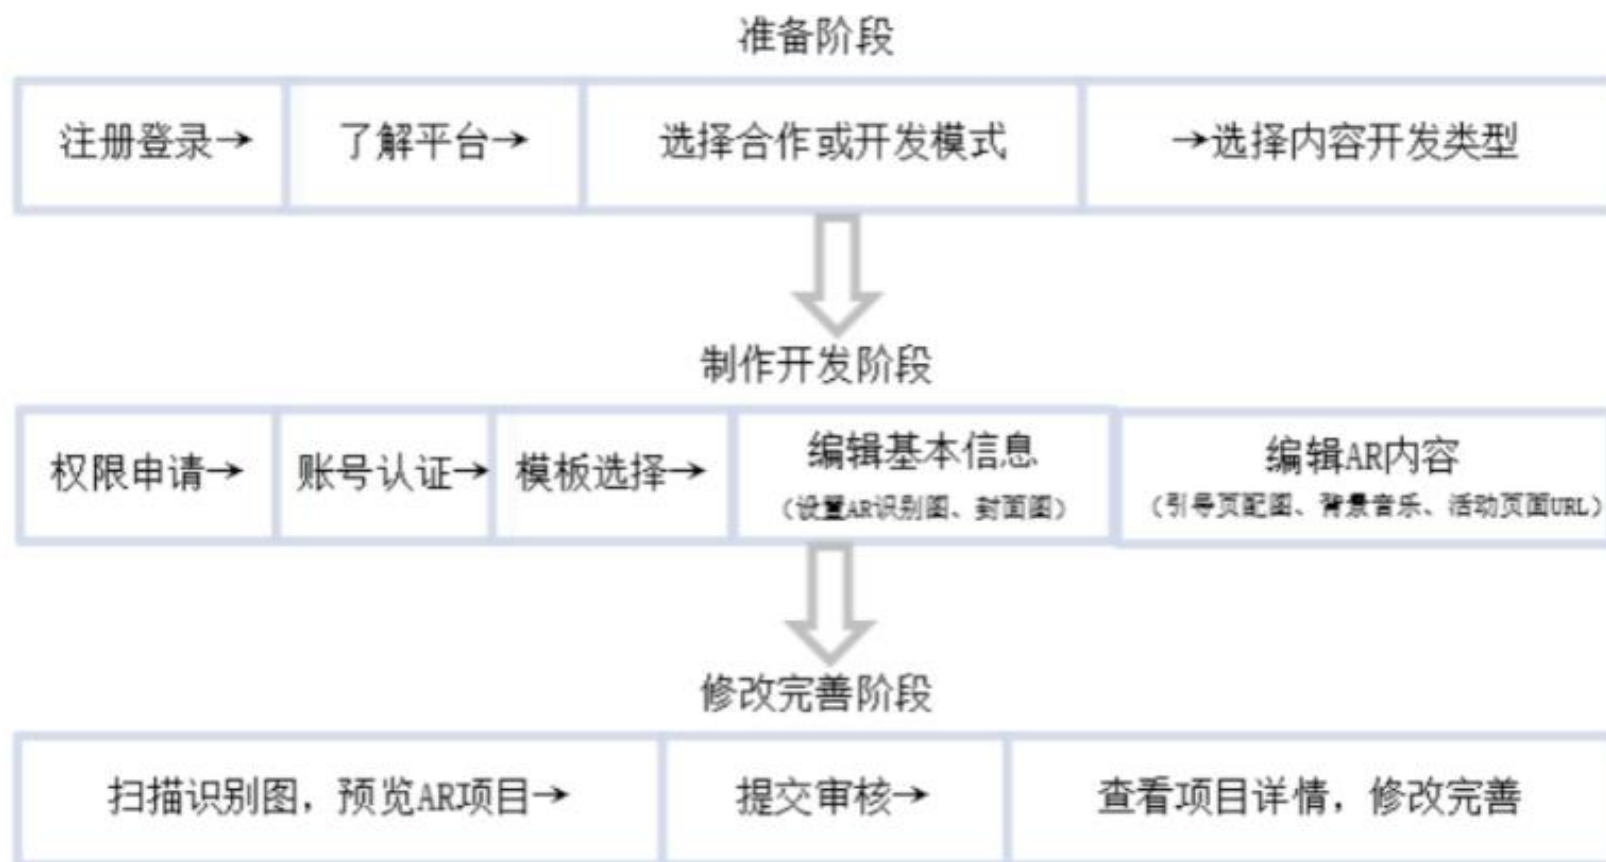 准备阶段
注册登录→ 了解平台→ 选择合作或开发模式 →选择内容开发类型
制作开发阶段
权限申请→ 账号认证→ 模板选择→ 编辑基本信息 编辑AR内容
（设置AR识别图、封面图） （引导页配图、背景音乐、活动页面URL）
修改完善阶段
扫描识别图，预览AR项目→ 提交审核→ 查看项目详情，修改完善